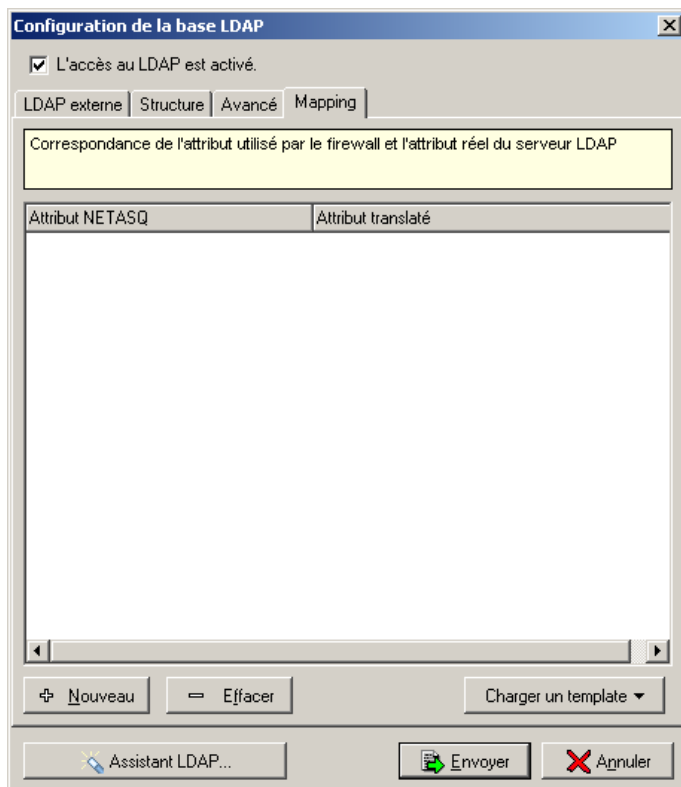 Configuration de la base LDAP
L'accès au LDAP est activé.
LDAP externe Structure Avancé Mapping
Correspondance de l'attribut utilisé par le firewall et l'attribut réel du serveur LDAP
Attribut NETASQ Attribut translaté
Nouveau Effacer Charger un template
Assistant LDAP... Envoyer Annuler